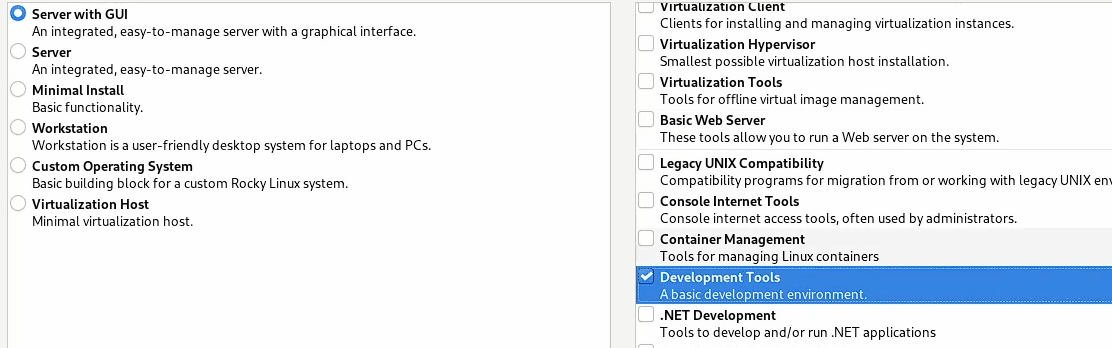 Server with GUI
An integrated, easy-to-manage server with a graphical interface.
Server
An integrated, easy-to-manage server.
Minimal Install
Basic functionality.
Workstation
Workstation is a user-friendly desktop system for laptops and PCs.
Custom Operating System
Basic building block for a custom Rocky Linux system.
Virtualization Host
Minimal virtualization host.
Virtualization Client
Clients for installing and managing virtualization instances.
Virtualization Hypervisor
Smallest possible virtualization host installation.
Virtualization Tools
Tools for offline virtual image management.
Basic Web Server
These tools allow you to run a Web server on the system.
Legacy UNIX Compatibility
Compatibility programs for migration from or working with legacy UNIX env
Console Internet Tools
Console internet access tools, often used by administrators.
Container Management
Tools for managing Linux containers
Development Tools
A basic development environment.
.NET Development
Tools to develop and/or run .NET applications